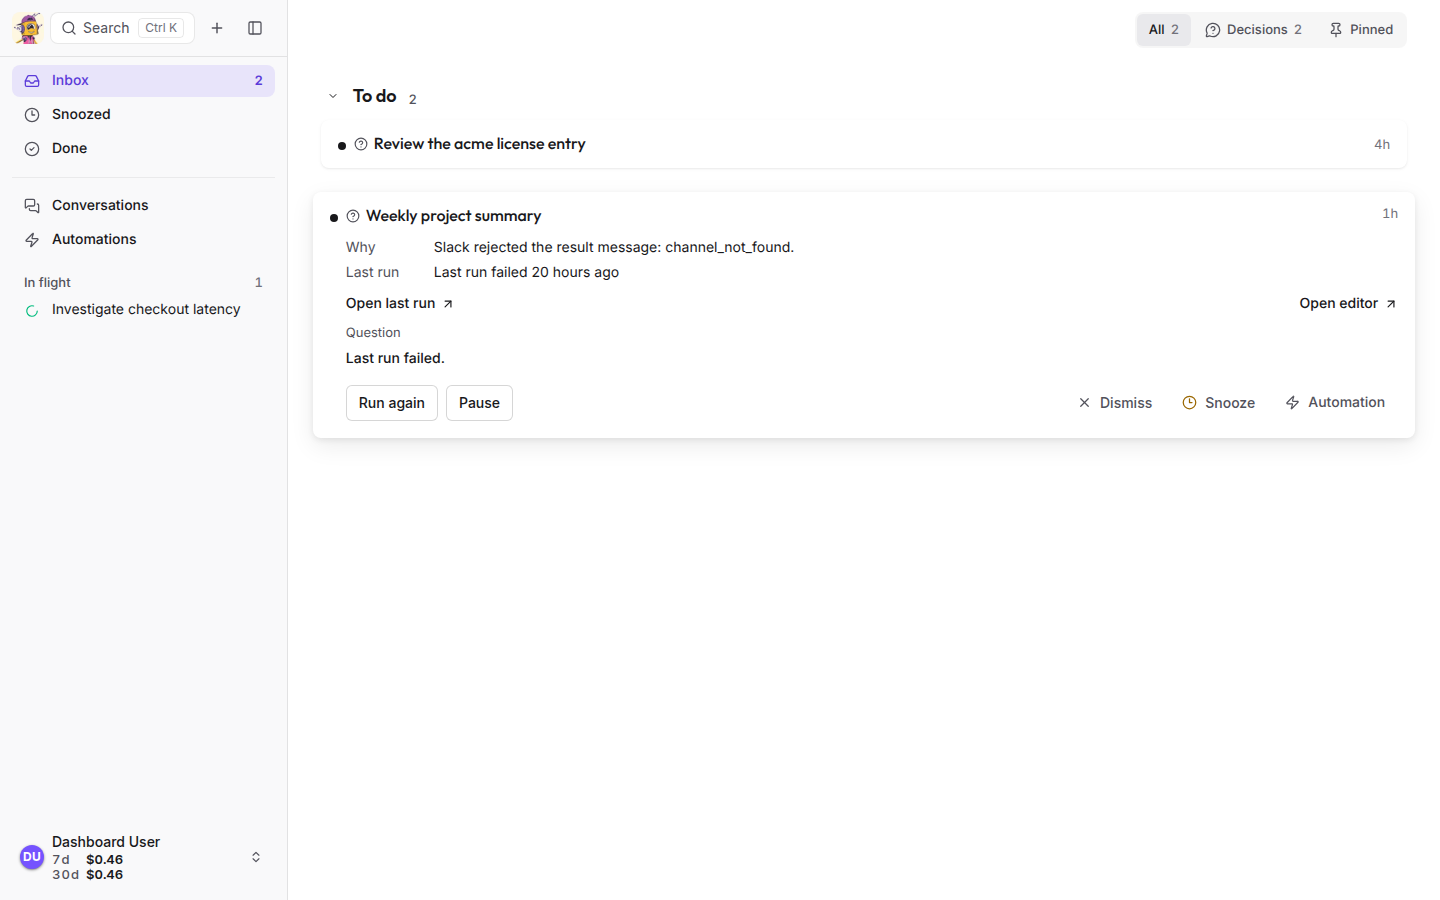 Search Ctrl K
Inbox 2
Snoozed
Done
Conversations
Automations
In flight 1
Investigate checkout latency
DU
Dashboard User
7d $0.46
30d $0.46
All 2 Decisions 2 Pinned
To do 2
Review the acme license entry 4h
Weekly project summary 1h
Why Slack rejected the result message: channel_not_found.
Last run Last run failed 20 hours ago
Open last run Open editor
Question
Last run failed.
Run again Pause Dismiss Snooze Automation